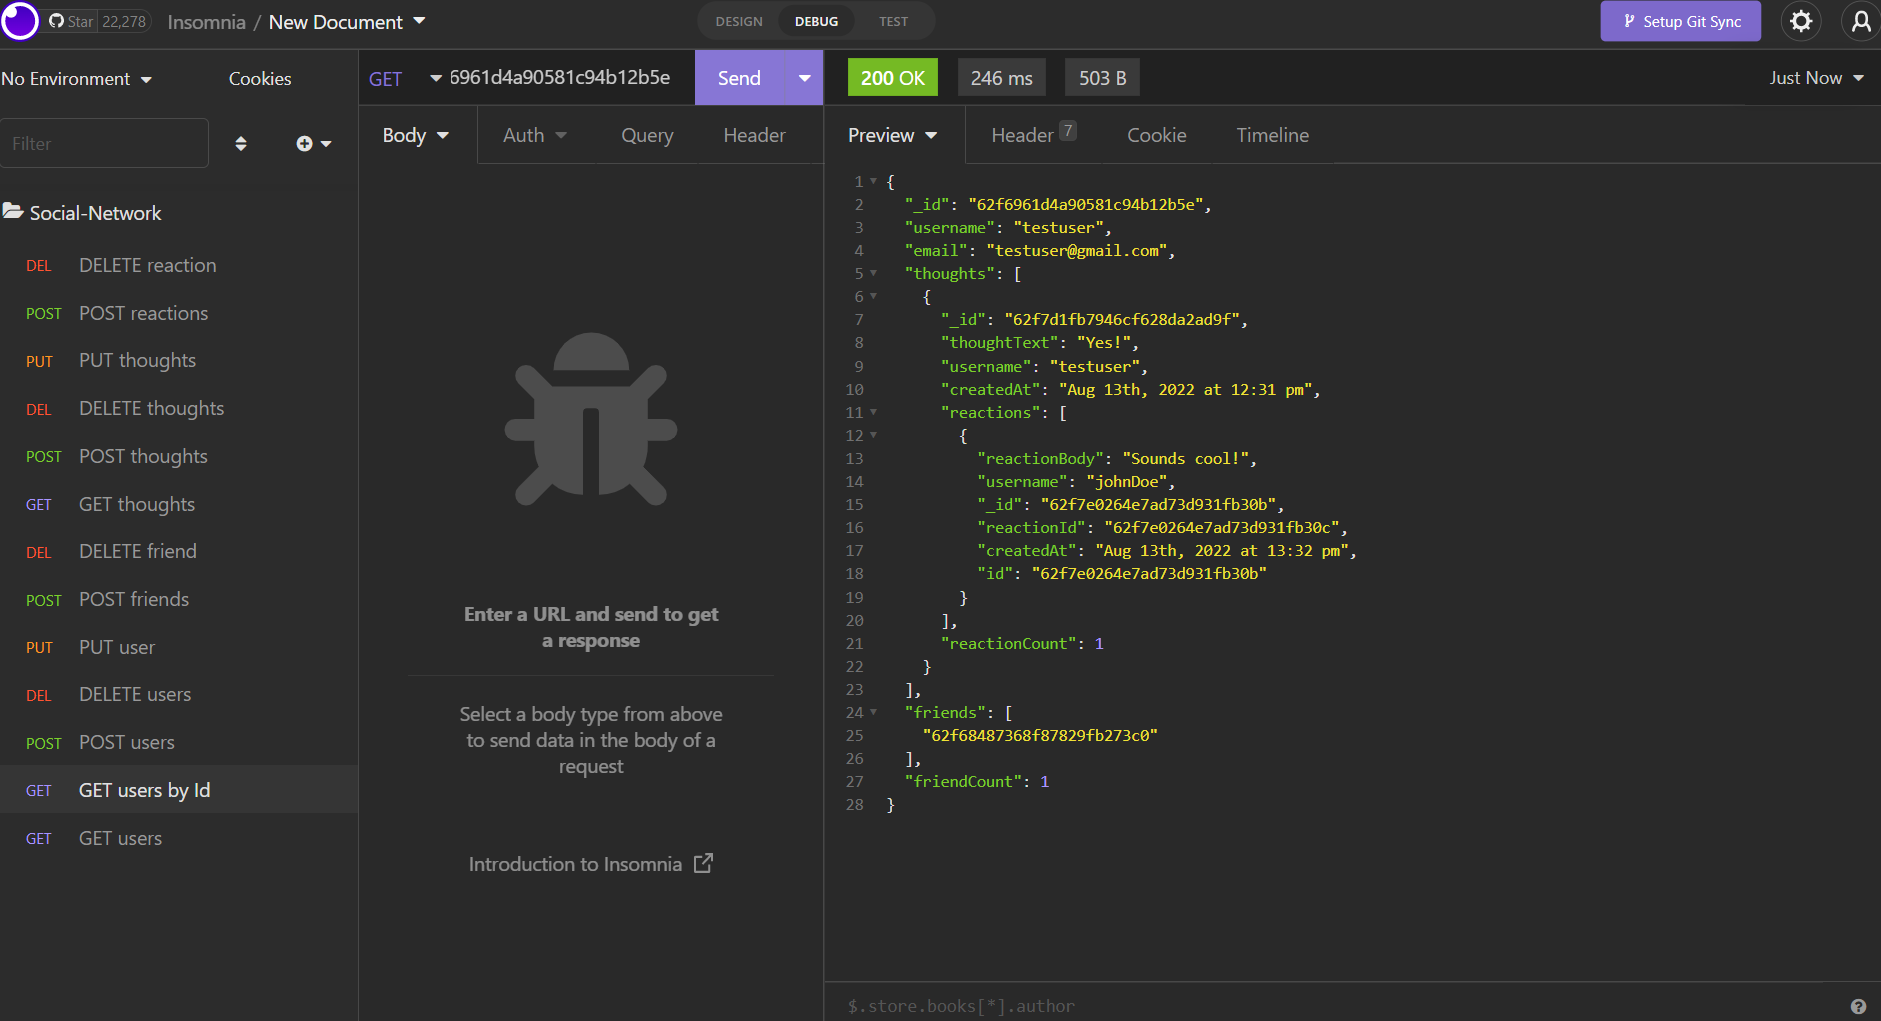 Star 22,278 Insomnia / New Document DESIGN DEBUG TEST Setup Git Sync
No Environment Cookies
GET 6961d4a90581c94b12b5e Send 200 OK 246 ms 503 B Just Now
Filter
Body Auth Query Header
Preview Header 7 Cookie Timeline
Social-Network
DEL DELETE reaction
POST POST reactions
PUT PUT thoughts
DEL DELETE thoughts
POST POST thoughts
GET GET thoughts
DEL DELETE friend
POST POST friends
PUT PUT user
DEL DELETE users
POST POST users
GET GET users by Id
GET GET users
Enter a URL and send to get
a response
Select a body type from above
to send data in the body of a
request
Introduction to Insomnia
1 {
2 "_id": "62f6961d4a90581c94b12b5e",
3 "username": "testuser",
4 "email": "testuser@gmail.com",
5 "thoughts": [
6 {
7 "_id": "62f7d1fb7946cf628da2ad9f",
8 "thoughtText": "Yes!",
9 "username": "testuser",
10 "createdAt": "Aug 13th, 2022 at 12:31 pm",
11 "reactions": [
12 {
13 "reactionBody": "Sounds cool!",
14 "username": "johnDoe",
15 "_id": "62f7e0264e7ad73d931fb30b",
16 "reactionId": "62f7e0264e7ad73d931fb30c",
17 "createdAt": "Aug 13th, 2022 at 13:32 pm",
18 "id": "62f7e0264e7ad73d931fb30b"
19 }
20 ],
21 "reactionCount": 1
22 }
23 ],
24 "friends": [
25 "62f68487368f87829fb273c0"
26 ],
27 "friendCount": 1
28 }
$.store.books[*].author